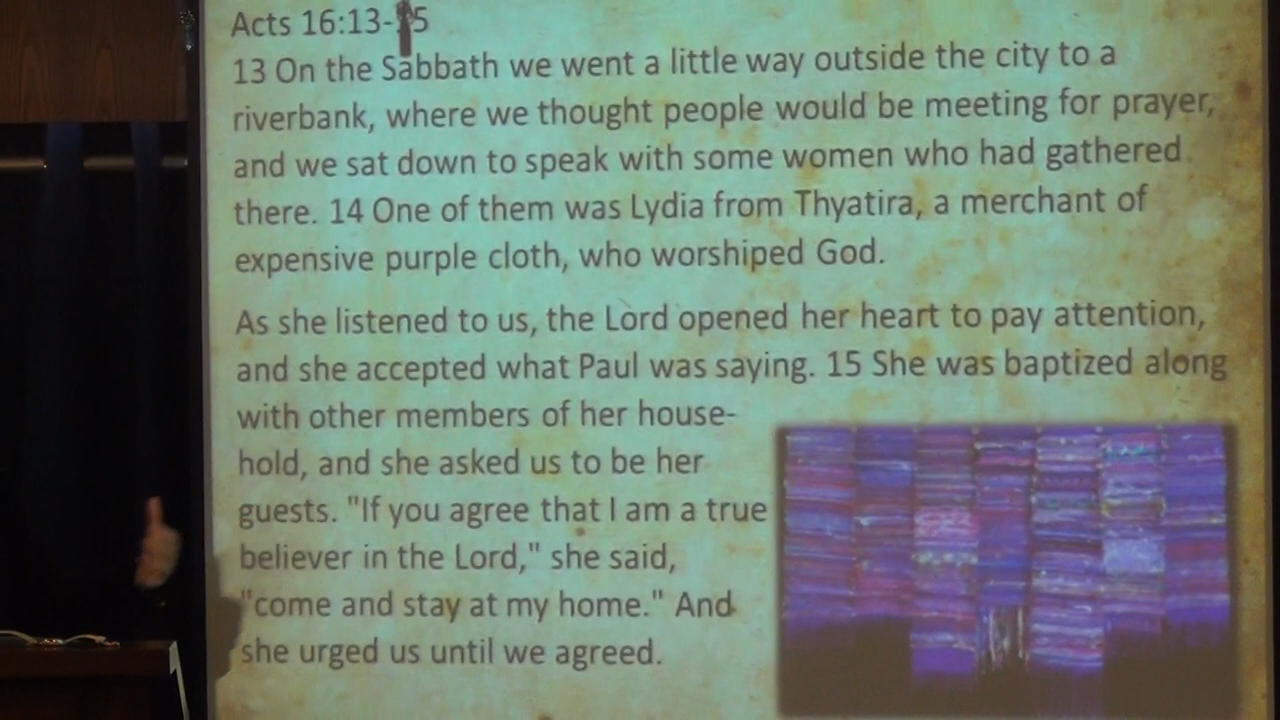 Acts 16:13-15
13 On the Sabbath we went a little way outside the city to a
riverbank, where we thought people would be meeting for prayer,
and we sat down to speak with some women who had gathered
there. 14 One of them was Lydia from Thyatira, a merchant of
expensive purple cloth, who worshiped God.
As she listened to us, the Lord opened her heart to pay attention,
and she accepted what Paul was saying. 15 She was baptized along
with other members of her house-
hold, and she asked us to be her
guests. "If you agree that I am a true
believer in the Lord," she said,
"come and stay at my home." And
she urged us until we agreed.